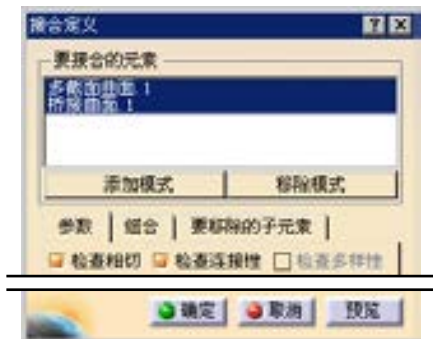 接合定义
要接合的元素
多截面曲面 1
桥接曲面 1
添加模式 移除模式
参数 组合 要移除的子元素
检查相切 检查连接性 检查多样性
确定 取消 预览